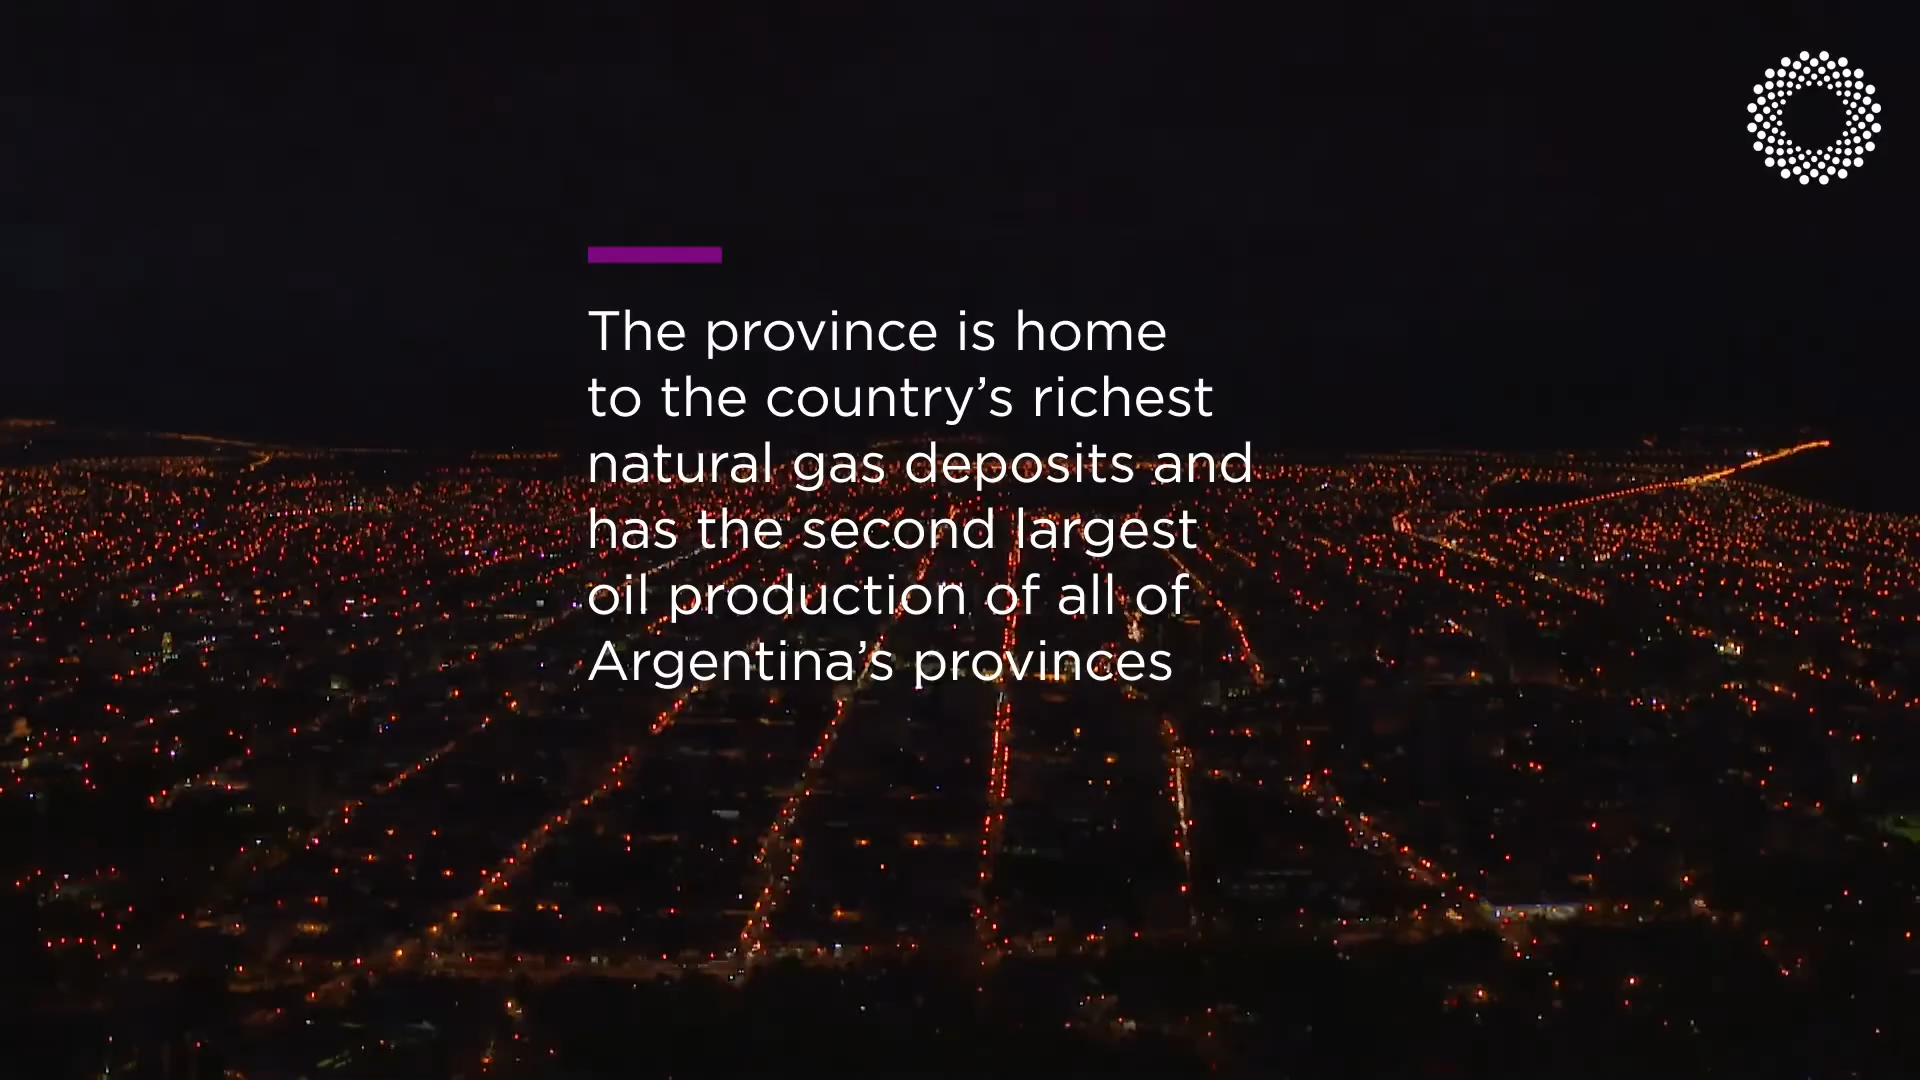 The province is home
to the country’s richest
natural gas deposits and
has the second largest
oil production of all of
Argentina’s provinces